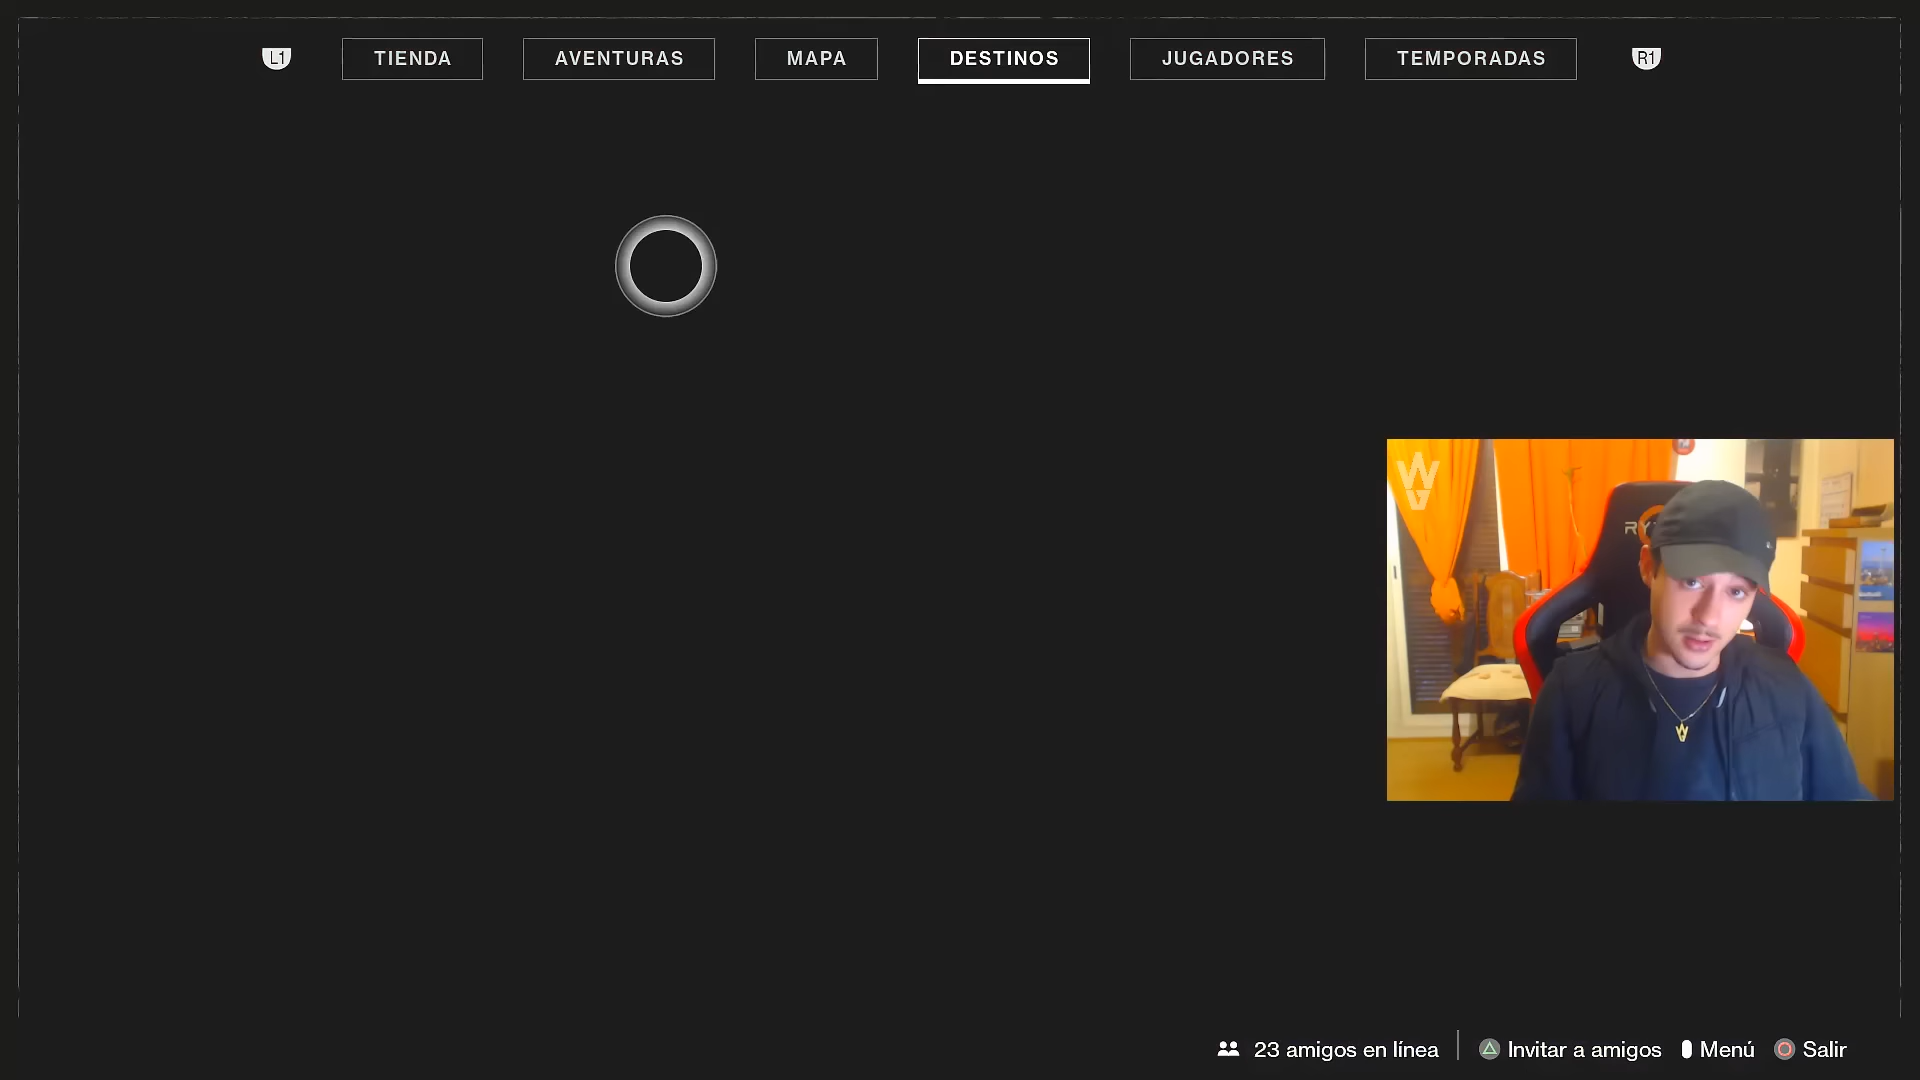 L1 TIENDA AVENTURAS MAPA DESTINOS JUGADORES TEMPORADAS R1
23 amigos en línea Invitar a amigos Menú Salir